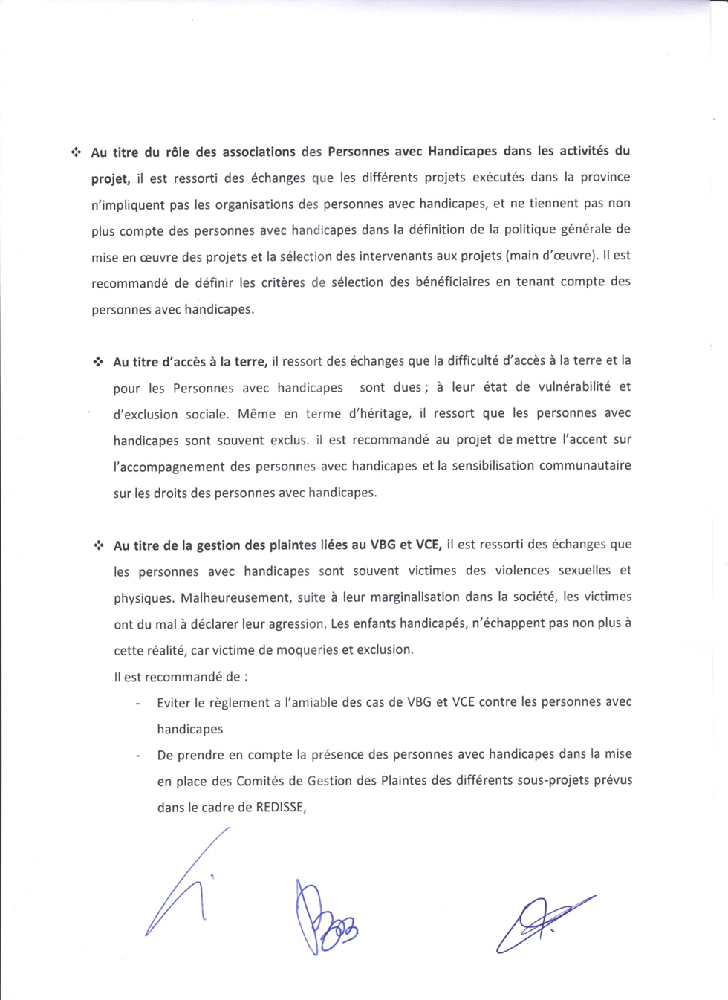 ❖ Au titre du rôle des associations des Personnes avec Handicapes dans les activités du
projet, il est ressorti des échanges que les différents projets exécutés dans la province
n'impliquent pas les organisations des personnes avec handicapes, et ne tiennent pas non
plus compte des personnes avec handicapes dans la définition de la politique générale de
mise en œuvre des projets et la sélection des intervenants aux projets (main d'œuvre). Il est
recommandé de définir les critères de sélection des bénéficiaires en tenant compte des
personnes avec handicapes.
❖ Au titre d'accès à la terre, il ressort des échanges que la difficulté d'accès à la terre et la
pour les Personnes avec handicapes sont dues ; à leur état de vulnérabilité et
d'exclusion sociale. Même en terme d'héritage, il ressort que les personnes avec
handicapes sont souvent exclus. il est recommandé au projet de mettre l'accent sur
l'accompagnement des personnes avec handicapes et la sensibilisation communautaire
sur les droits des personnes avec handicapes.
❖ Au titre de la gestion des plaintes liées au VBG et VCE, il est ressorti des échanges que
les personnes avec handicapes sont souvent victimes des violences sexuelles et
physiques. Malheureusement, suite à leur marginalisation dans la société, les victimes
ont du mal à déclarer leur agression. Les enfants handicapés, n'échappent pas non plus à
cette réalité, car victime de moqueries et exclusion.
Il est recommandé de :
- Eviter le règlement a l'amiable des cas de VBG et VCE contre les personnes avec
handicapes
- De prendre en compte la présence des personnes avec handicapes dans la mise
en place des Comités de Gestion des Plaintes des différents sous-projets prévus
dans le cadre de REDISSE,